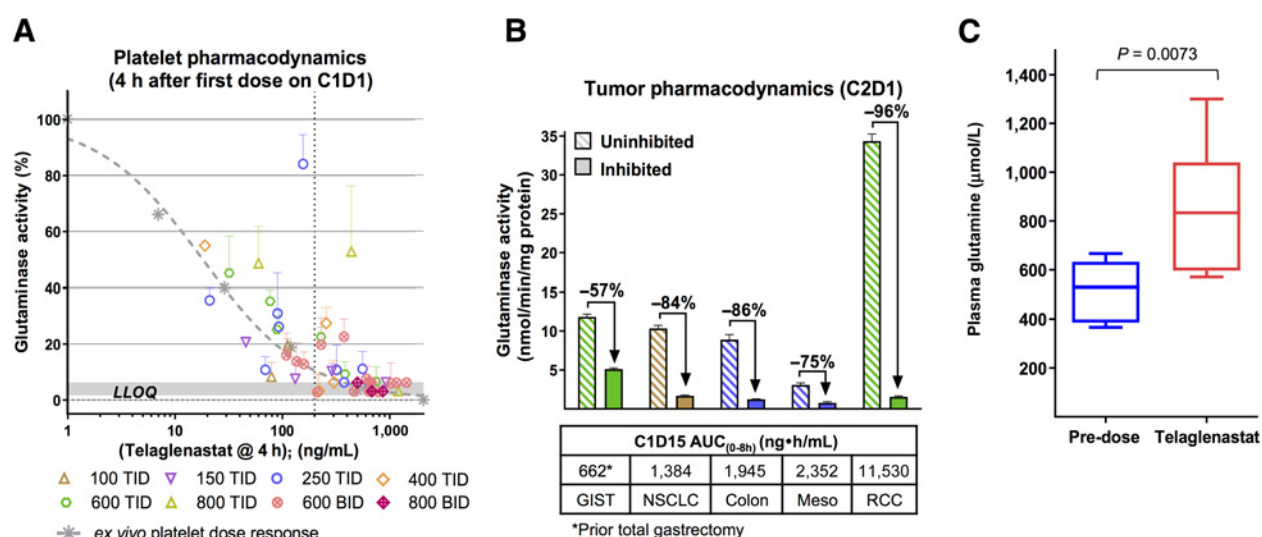 A
Platelet pharmacodynamics
(4 h after first dose on C1D1)
Glutaminase activity (%)
100
80
60
40
20
0
LLOQ
1 10 100 1,000
(Telaglenastat @ 4 h); (ng/mL)
100 TID 150 TID 250 TID 400 TID
600 TID 800 TID 600 BID 800 BID
ex vivo platelet dose response
B
Tumor pharmacodynamics (C2D1)
Glutaminase activity
(nmol/min/mg protein)
35
30
25
20
15
10
5
Uninhibited
Inhibited
–57%
–84%
–86%
–75%
–96%
C1D15 AUC(0-8h) (ng•h/mL)
662* 1,384 1,945 2,352 11,530
GIST NSCLC Colon Meso RCC
*Prior total gastrectomy
C
P = 0.0073
Plasma glutamine (μmol/L)
1,400
1,200
1,000
800
600
400
200
Pre-dose Telaglenastat